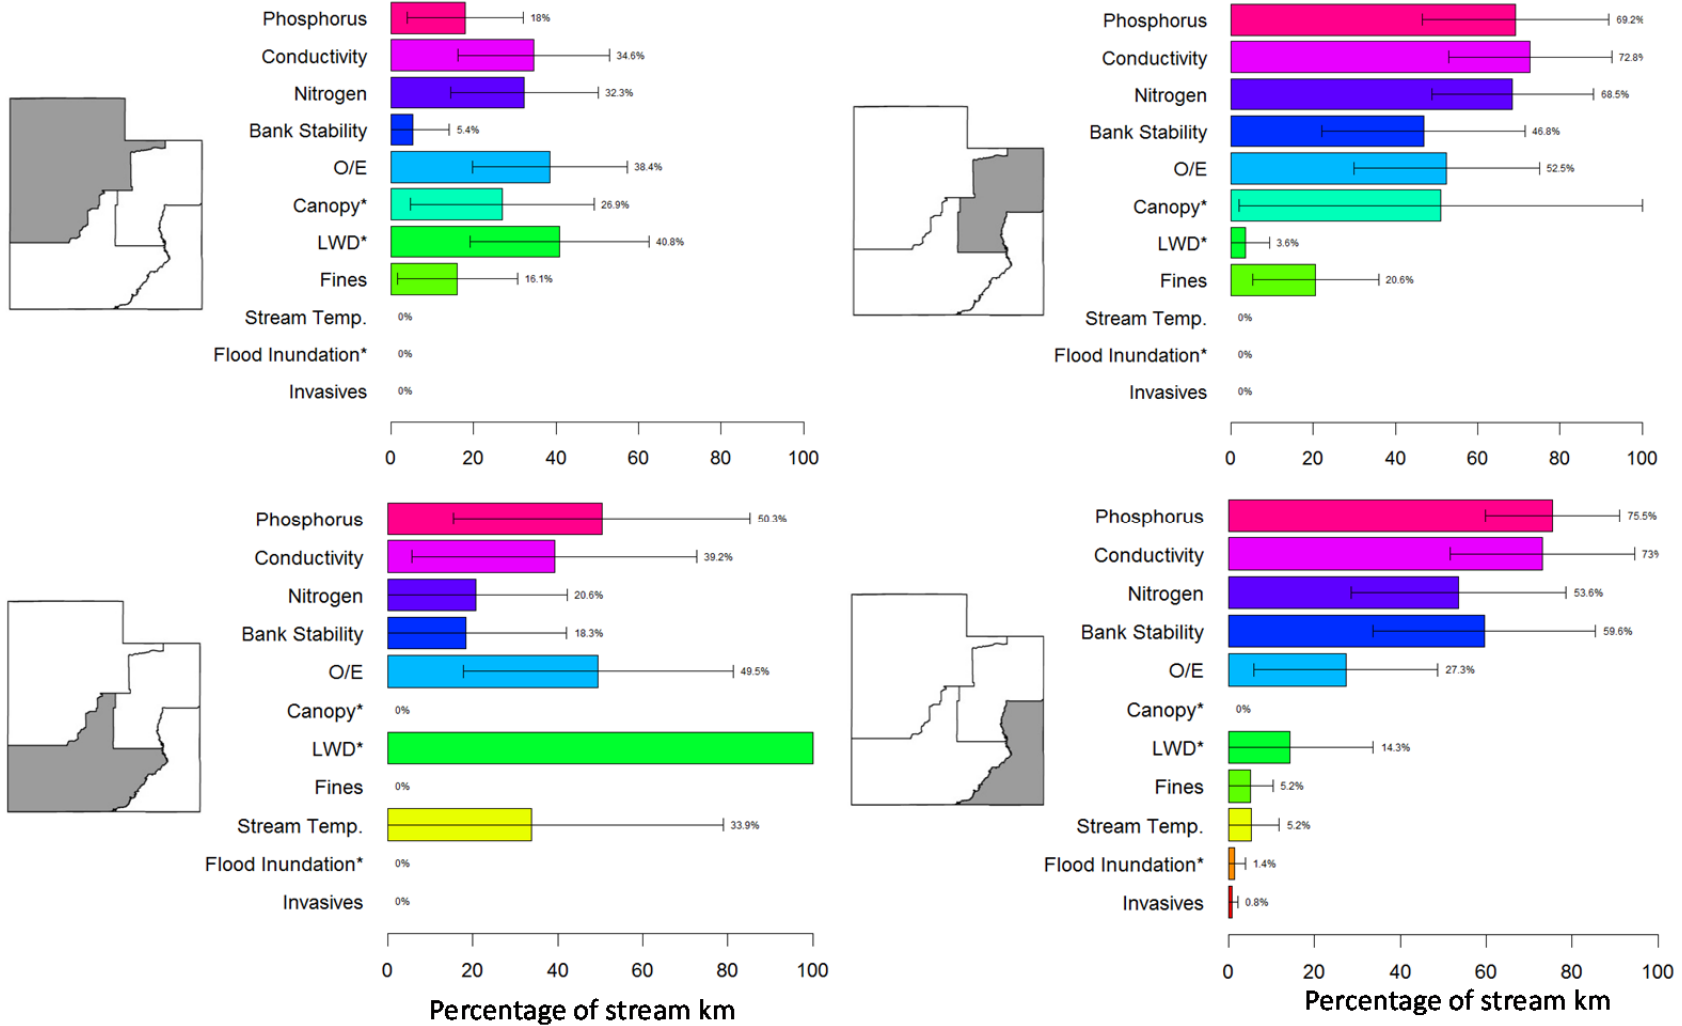 Phosphorus 18%
Conductivity 34.6%
Nitrogen 32.3%
Bank Stability 5.4%
O/E 38.4%
Canopy* 26.9%
LWD* 40.8%
Fines 16.1%
Stream Temp. 0%
Flood Inundation* 0%
Invasives 0%
0 20 40 60 80 100
Phosphorus 69.2%
Conductivity 72.8%
Nitrogen 68.5%
Bank Stability 46.8%
O/E 52.5%
Canopy*
LWD* 3.6%
Fines 20.6%
Stream Temp. 0%
Flood Inundation* 0%
Invasives 0%
0 20 40 60 80 100
Phosphorus 50.3%
Conductivity 39.2%
Nitrogen 20.6%
Bank Stability 18.3%
O/E 49.5%
Canopy* 0%
LWD*
Fines 0%
Stream Temp. 33.9%
Flood Inundation* 0%
Invasives 0%
0 20 40 60 80 100
Percentage of stream km
Phosphorus 75.5%
Conductivity 73%
Nitrogen 53.6%
Bank Stability 59.6%
O/E 27.3%
Canopy* 0%
LWD* 14.3%
Fines 5.2%
Stream Temp. 5.2%
Flood Inundation* 1.4%
Invasives 0.8%
0 20 40 60 80 100
Percentage of stream km